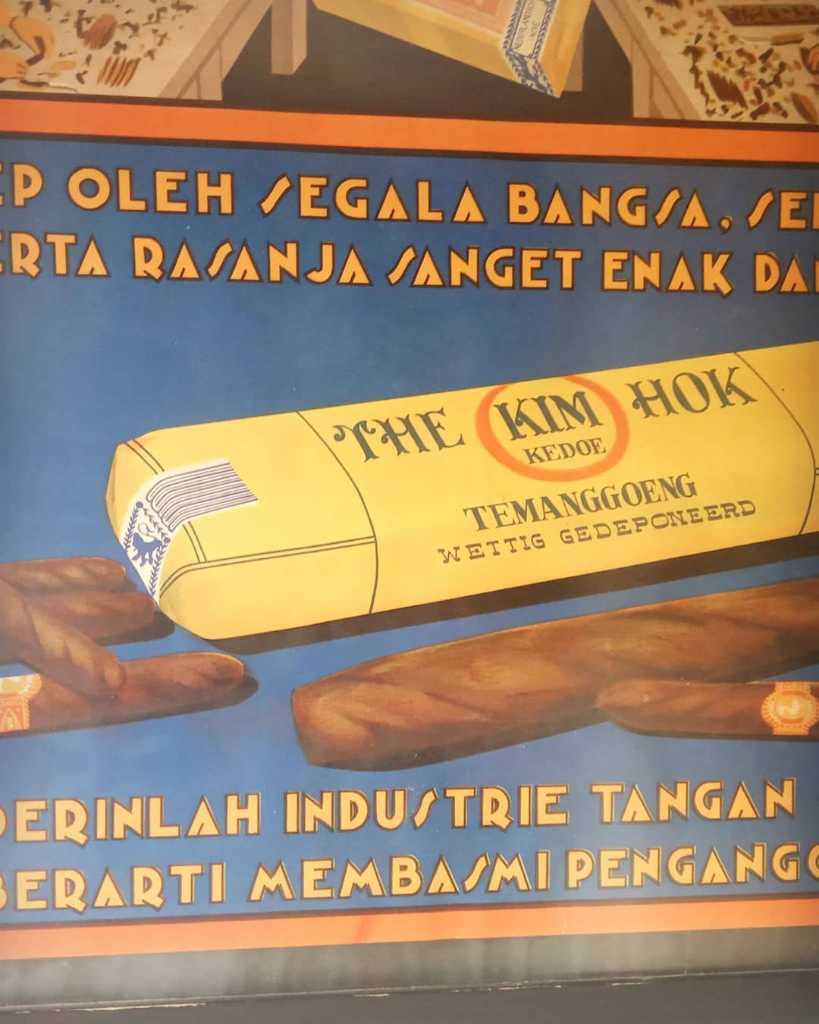 EP OLEH SEGALA BANGSA, SE
ERTA RASANJA SANGET ENAK DA
THE KIM HOK
KEDOE
TEMANGGOENG
WETTIG GEDEPONEERD
DERINLAH INDUSTRIE TANGAN
BERARTI MEMBASMI PENGANGG